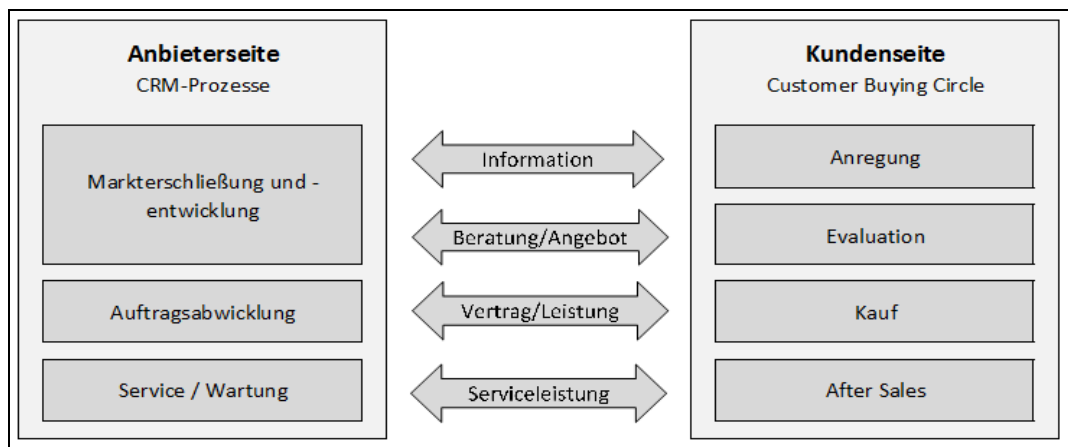 Anbieterseite
CRM-Prozesse
Markterschließung und -
entwicklung
Auftragsabwicklung
Service / Wartung
Information
Beratung/Angebot
Vertrag/Leistung
Serviceleistung
Kundenseite
Customer Buying Circle
Anregung
Evaluation
Kauf
After Sales